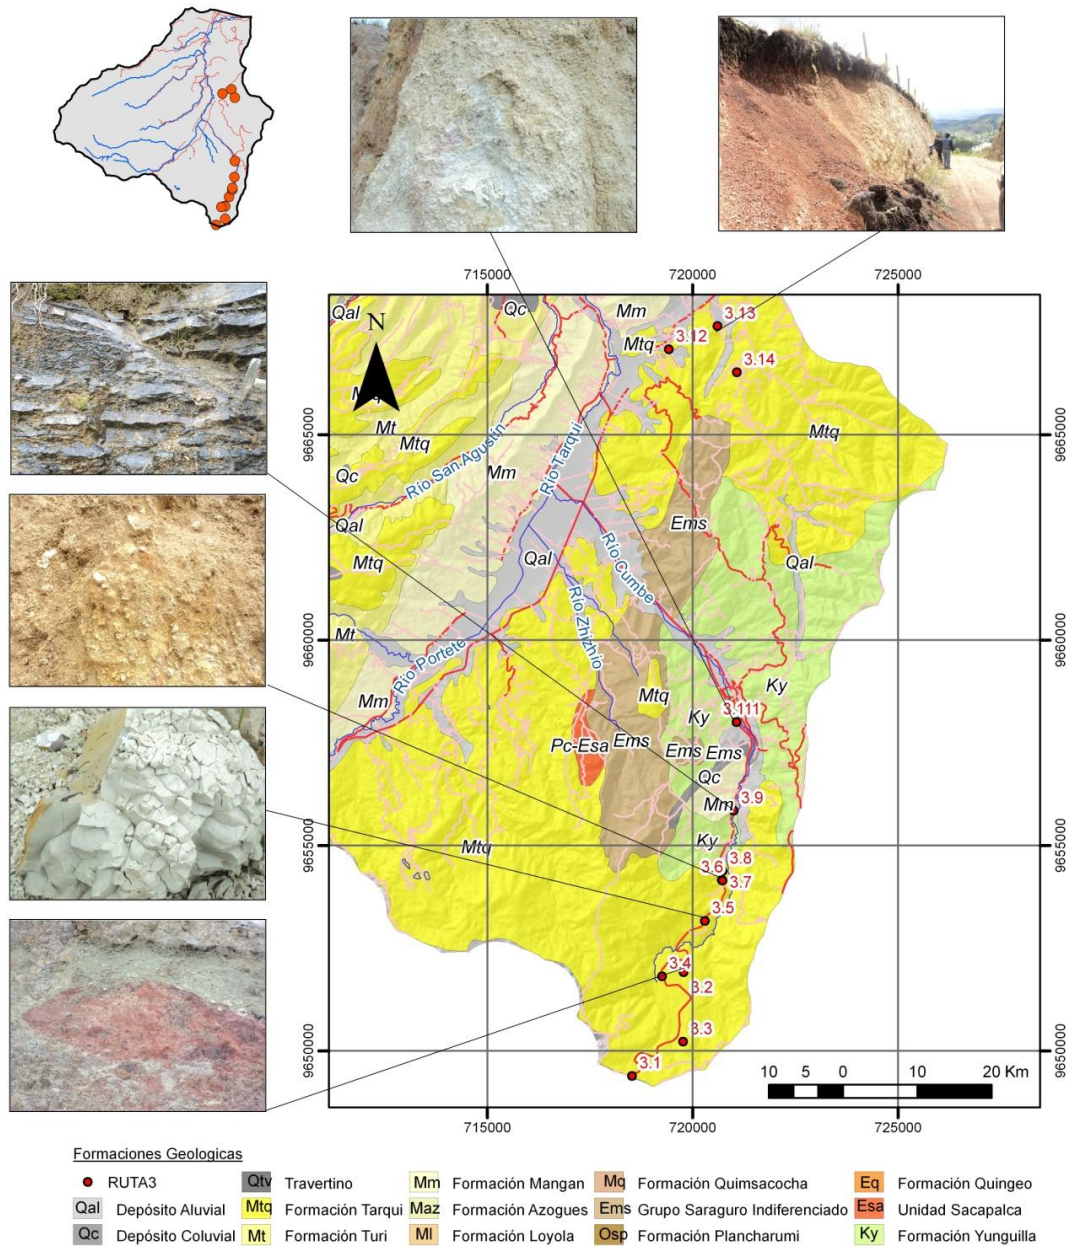 715000
720000
725000
Qal
Qc
Mm
3.13
N
Mtq
3.12
3.14
Mt
Mtq
Mtq
9665000
9665000
Río San Agustín
Río Tarqui
Mm
Qc
Qal
Ems
Qal
Río Cumbe
Qal
Mtq
Río Zhizhío
9660000
9660000
Mt
Río Portete
Mtq
Ky
Mm
Ky
3.111
Pc-Esa
Ems
Ems
Ems
Qc
Mm
3.9
9655000
9655000
Mtq
Ky
3.8
3.6
3.7
3.5
3.4
3.2
3.3
9650000
9650000
3.1
10 5 0 10 20 Km
715000
720000
725000
Formaciones Geologicas
RUTA3
Qtv Travertino
Mm Formación Mangan
Mq Formación Quimsacocha
Eq Formación Quingeo
Qal Depósito Aluvial
Mtq Formación Tarqui
Maz Formación Azogues
Ems Grupo Saraguro Indiferenciado
Esa Unidad Sacapalca
Qc Depósito Coluvial
Mt Formación Turi
Ml Formación Loyola
Osp Formación Plancharumi
Ky Formación Yunguilla